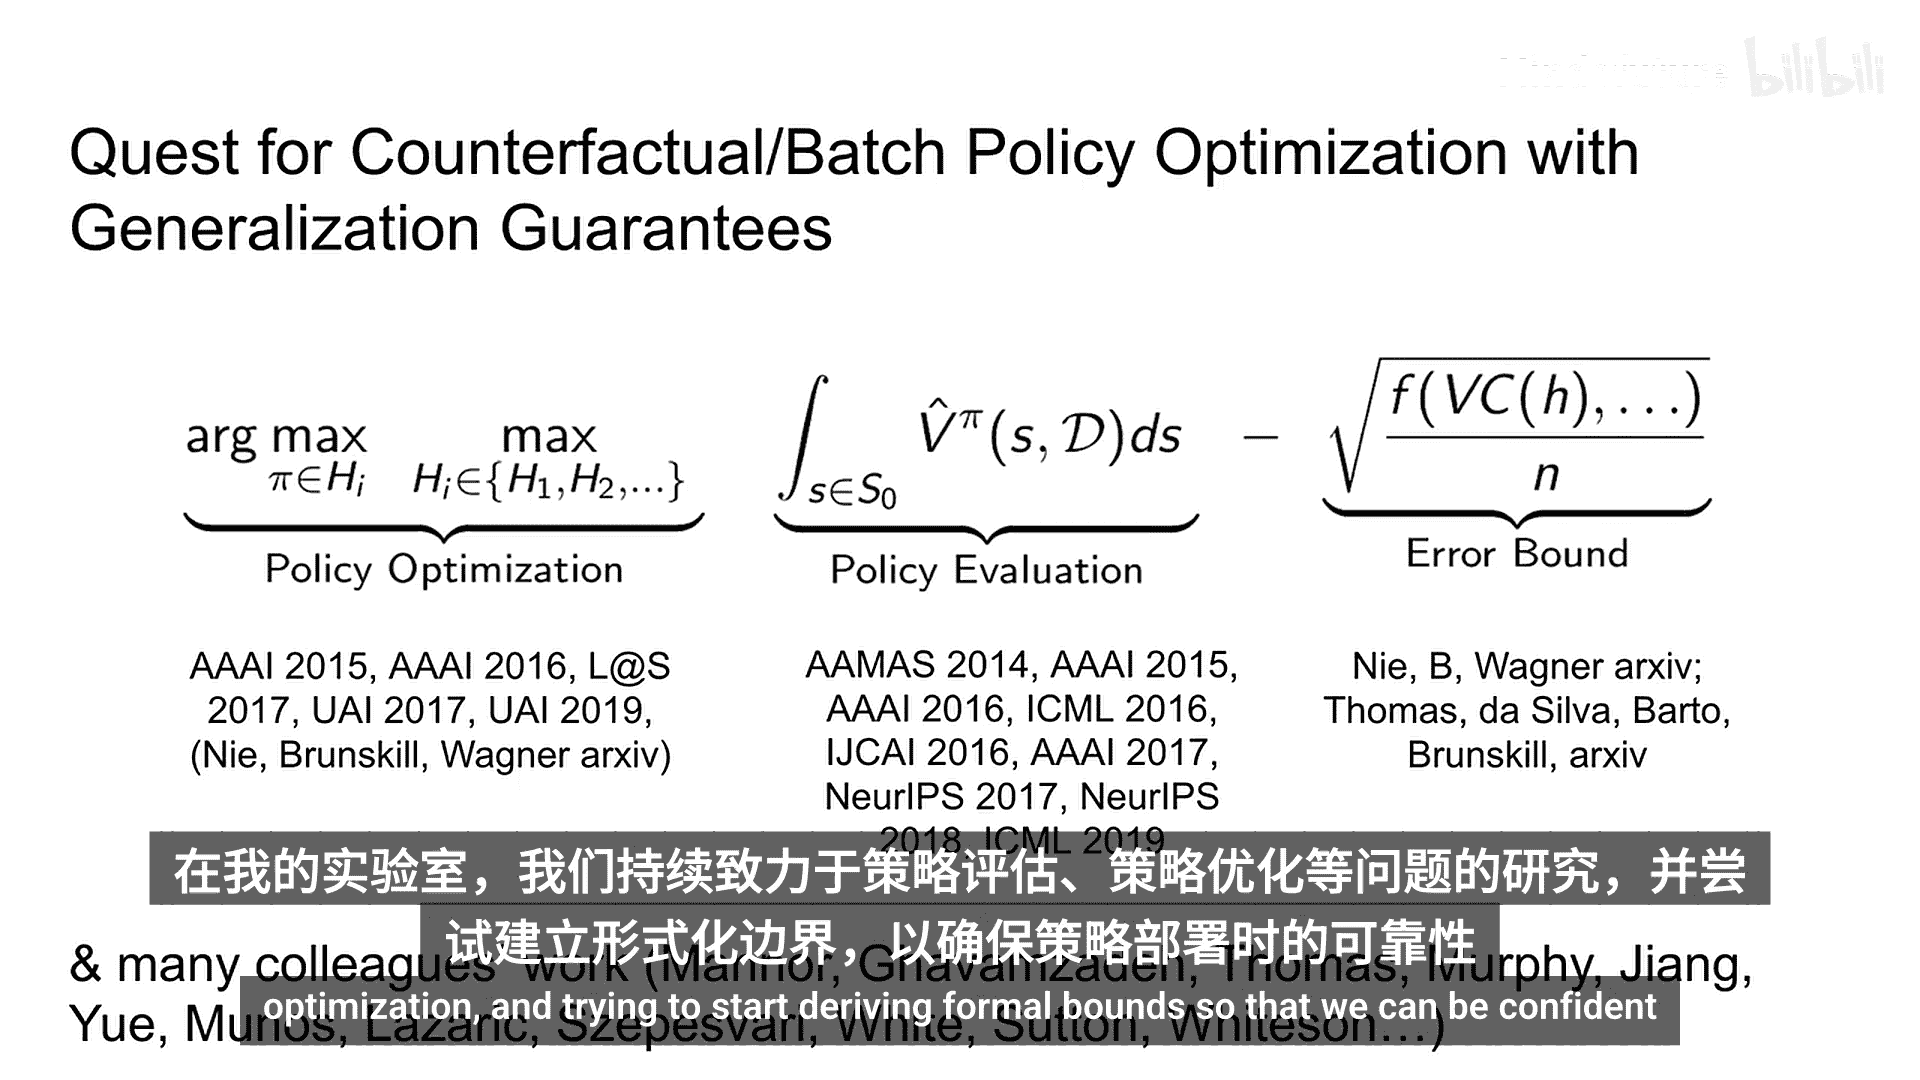 bilibili
Quest for Counterfactual/Batch Policy Optimization with
Generalization Guarantees
arg max_{π∈H_i} max_{H_i∈{H_1,H_2,...}} ∫_{s∈S_0} V̂^π(s, 𝒟)ds − √(f(VC(h),...)/n)
Policy Optimization
Policy Evaluation
Error Bound
AAAI 2015, AAAI 2016, L@S
2017, UAI 2017, UAI 2019,
(Nie, Brunskill, Wagner arxiv)
AAMAS 2014, AAAI 2015,
AAAI 2016, ICML 2016,
IJCAI 2016, AAAI 2017,
NeurIPS 2017, NeurIPS
2018, ICML 2019
Nie, B, Wagner arxiv;
Thomas, da Silva, Barto,
Brunskill, arxiv
在我的实验室，我们持续致力于策略评估、策略优化等问题的研究，并尝
试建立形式化边界，以确保策略部署时的可靠性
& many colleagues' work (Mannor, Ghavamzadeh, Thomas, Murphy, Jiang,
Yue, Munos, Lazaric, Szepesvari, White, Sutton, Whiteson…)
optimization, and trying to start deriving formal bounds so that we can be confident